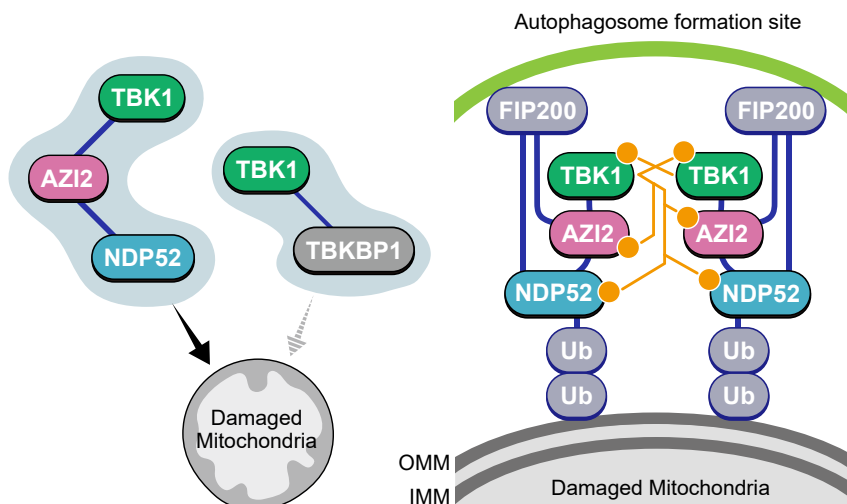 TBK1
AZI2
NDP52
TBK1
TBKBP1
Damaged
Mitochondria
Autophagosome formation site
FIP200
FIP200
TBK1
TBK1
AZI2
AZI2
NDP52
NDP52
Ub
Ub
Ub
Ub
OMM
IMM
Damaged Mitochondria